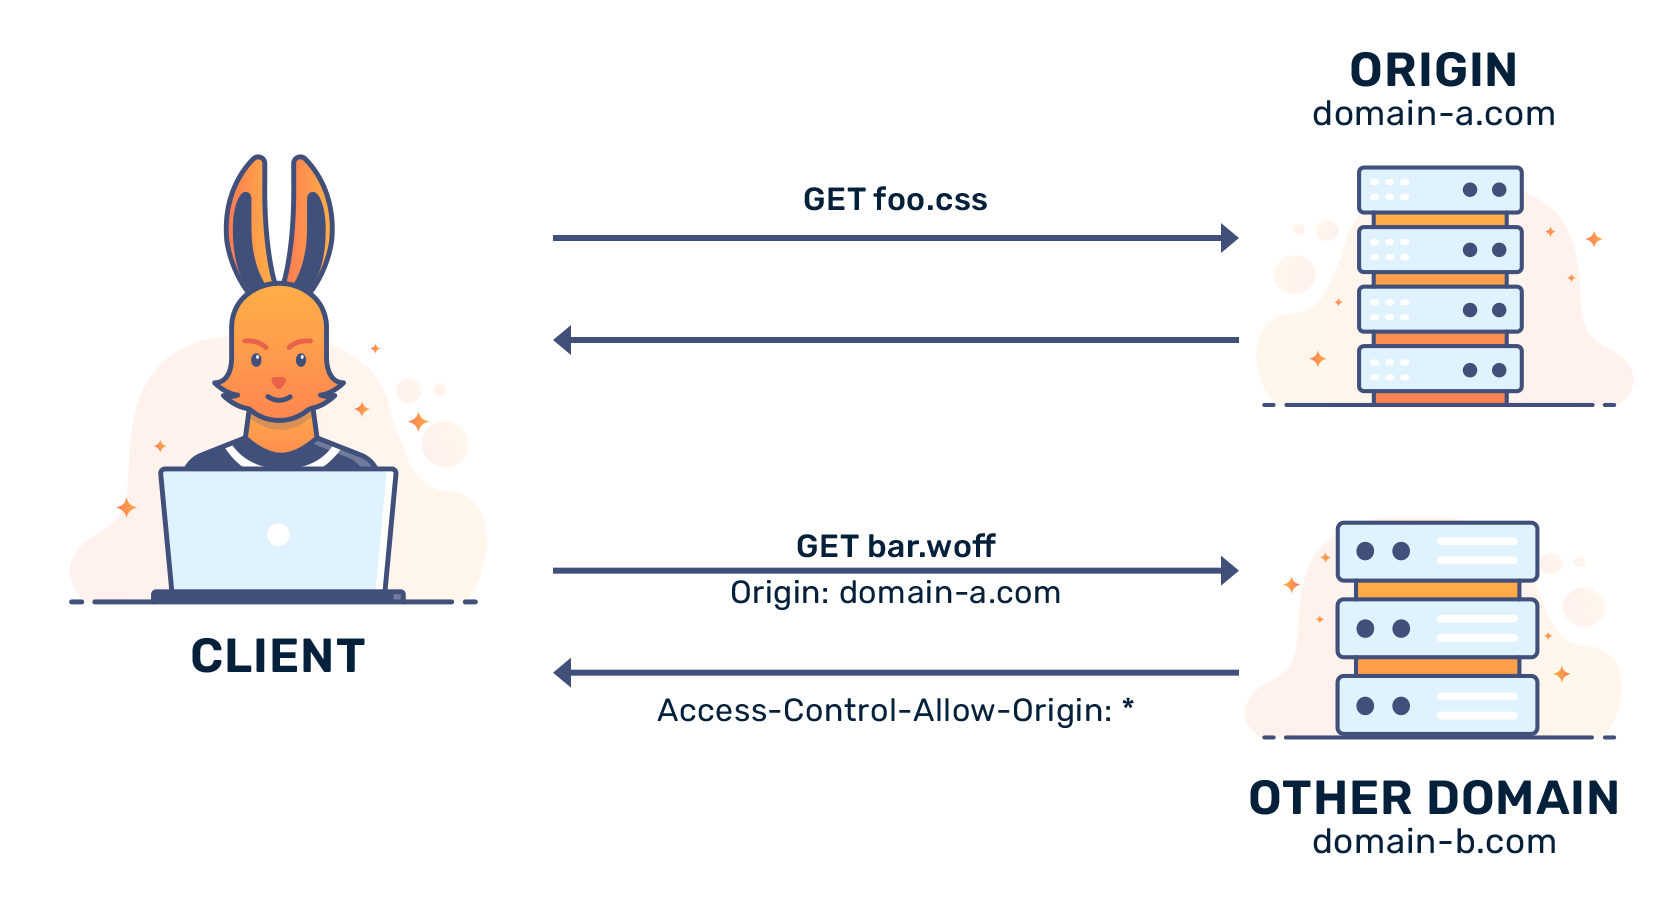 ORIGIN
domain-a.com
GET foo.css
GET bar.woff
Origin: domain-a.com
CLIENT
Access-Control-Allow-Origin: *
OTHER DOMAIN
domain-b.com